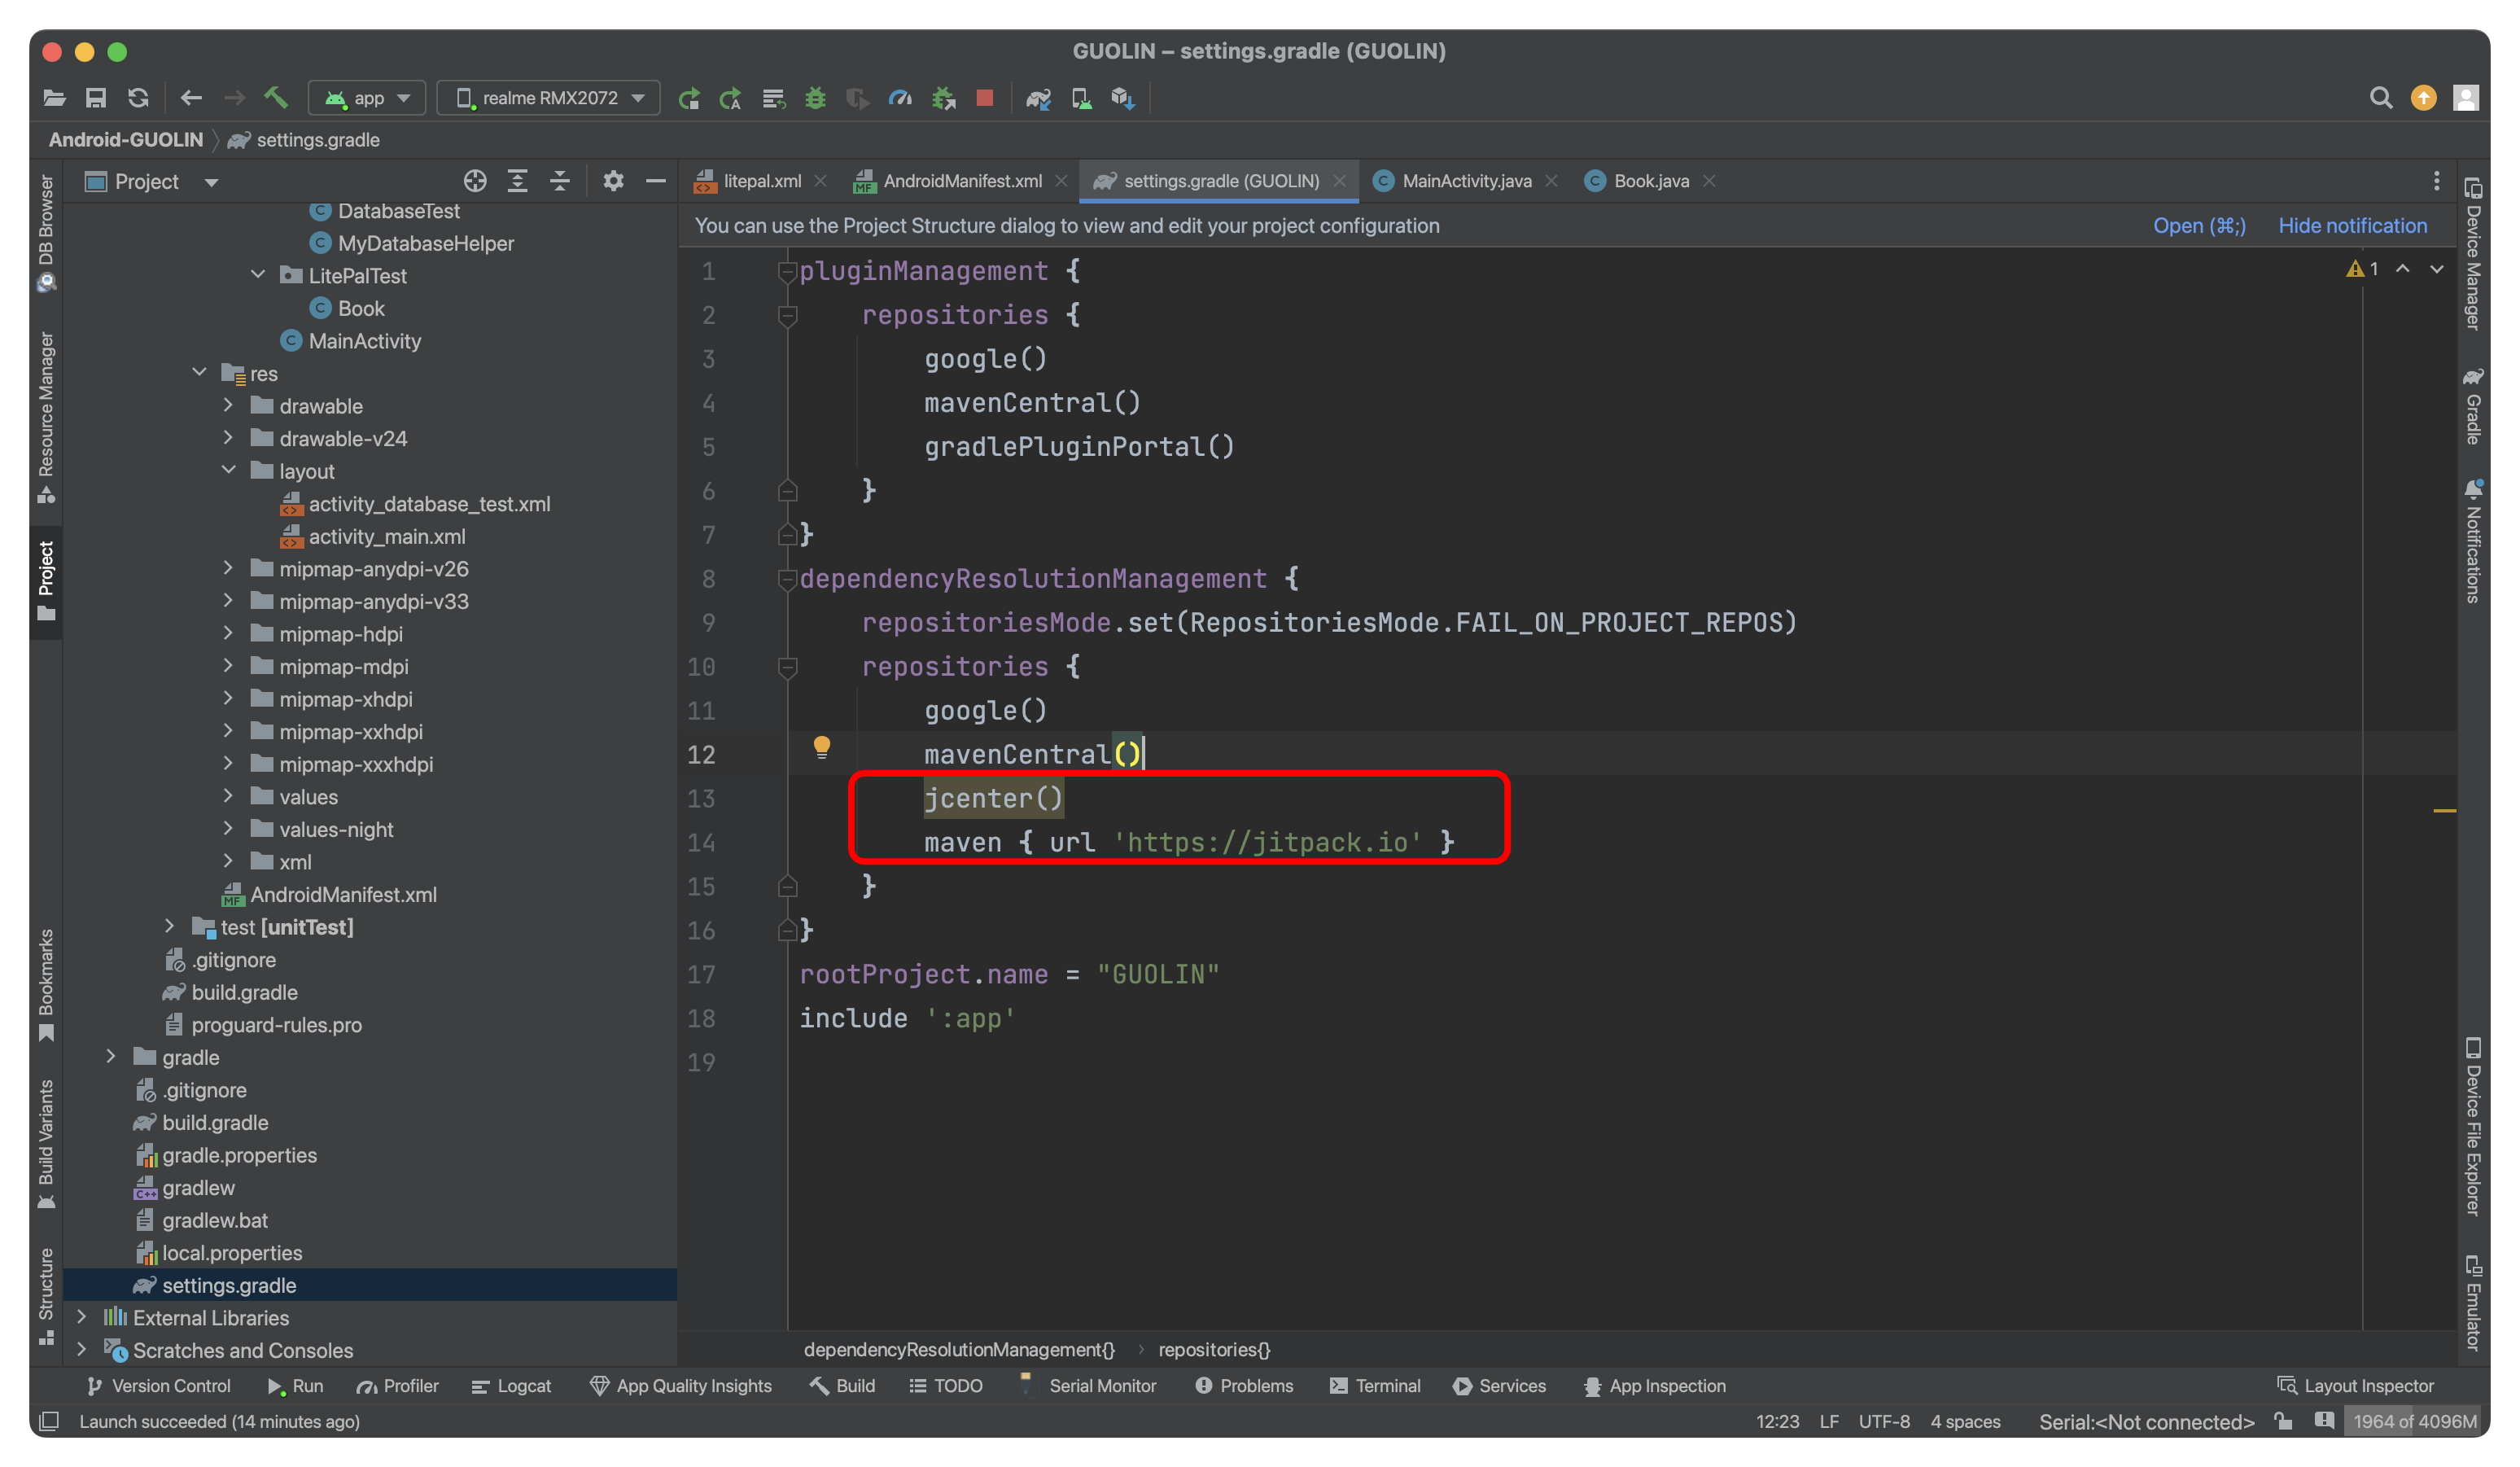 GUOLIN – settings.gradle (GUOLIN)
app
realme RMX2072
Android-GUOLIN
settings.gradle
Project
litepal.xml
AndroidManifest.xml
settings.gradle (GUOLIN)
MainActivity.java
Book.java
You can use the Project Structure dialog to view and edit your project configuration
Open (⌘;)
Hide notification
DB Browser
Resource Manager
Project
Bookmarks
Build Variants
Structure
DatabaseTest
MyDatabaseHelper
LitePalTest
Book
MainActivity
res
drawable
drawable-v24
layout
activity_database_test.xml
activity_main.xml
mipmap-anydpi-v26
mipmap-anydpi-v33
mipmap-hdpi
mipmap-mdpi
mipmap-xhdpi
mipmap-xxhdpi
mipmap-xxxhdpi
values
values-night
xml
AndroidManifest.xml
test [unitTest]
.gitignore
build.gradle
proguard-rules.pro
gradle
.gitignore
build.gradle
gradle.properties
gradlew
gradlew.bat
local.properties
settings.gradle
External Libraries
Scratches and Consoles
1 pluginManagement {
2 repositories {
3 google()
4 mavenCentral()
5 gradlePluginPortal()
6 }
7 }
8 dependencyResolutionManagement {
9 repositoriesMode.set(RepositoriesMode.FAIL_ON_PROJECT_REPOS)
10 repositories {
11 google()
12 mavenCentral()
13 jcenter()
14 maven { url 'https://jitpack.io' }
15 }
16 }
17 rootProject.name = "GUOLIN"
18 include ':app'
19
1
Device Manager
Gradle
Notifications
Device File Explorer
Emulator
dependencyResolutionManagement{} › repositories{}
Version Control
Run
Profiler
Logcat
App Quality Insights
Build
TODO
Serial Monitor
Problems
Terminal
Services
App Inspection
Layout Inspector
Launch succeeded (14 minutes ago)
12:23
LF
UTF-8
4 spaces
Serial:<Not connected>
1964 of 4096M